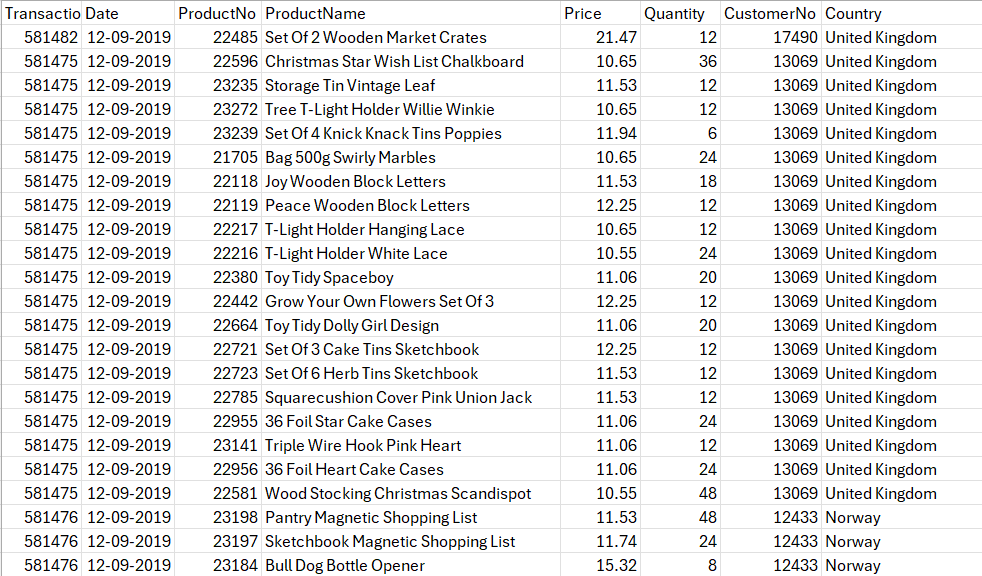 Transactio Date ProductNo ProductName Price Quantity CustomerNo Country
581482 12-09-2019 22485 Set Of 2 Wooden Market Crates 21.47 12 17490 United Kingdom
581475 12-09-2019 22596 Christmas Star Wish List Chalkboard 10.65 36 13069 United Kingdom
581475 12-09-2019 23235 Storage Tin Vintage Leaf 11.53 12 13069 United Kingdom
581475 12-09-2019 23272 Tree T-Light Holder Willie Winkie 10.65 12 13069 United Kingdom
581475 12-09-2019 23239 Set Of 4 Knick Knack Tins Poppies 11.94 6 13069 United Kingdom
581475 12-09-2019 21705 Bag 500g Swirly Marbles 10.65 24 13069 United Kingdom
581475 12-09-2019 22118 Joy Wooden Block Letters 11.53 18 13069 United Kingdom
581475 12-09-2019 22119 Peace Wooden Block Letters 12.25 12 13069 United Kingdom
581475 12-09-2019 22217 T-Light Holder Hanging Lace 10.65 12 13069 United Kingdom
581475 12-09-2019 22216 T-Light Holder White Lace 10.55 24 13069 United Kingdom
581475 12-09-2019 22380 Toy Tidy Spaceboy 11.06 20 13069 United Kingdom
581475 12-09-2019 22442 Grow Your Own Flowers Set Of 3 12.25 12 13069 United Kingdom
581475 12-09-2019 22664 Toy Tidy Dolly Girl Design 11.06 20 13069 United Kingdom
581475 12-09-2019 22721 Set Of 3 Cake Tins Sketchbook 12.25 12 13069 United Kingdom
581475 12-09-2019 22723 Set Of 6 Herb Tins Sketchbook 11.53 12 13069 United Kingdom
581475 12-09-2019 22785 Squarecushion Cover Pink Union Jack 11.53 12 13069 United Kingdom
581475 12-09-2019 22955 36 Foil Star Cake Cases 11.06 24 13069 United Kingdom
581475 12-09-2019 23141 Triple Wire Hook Pink Heart 11.06 12 13069 United Kingdom
581475 12-09-2019 22956 36 Foil Heart Cake Cases 11.06 24 13069 United Kingdom
581475 12-09-2019 22581 Wood Stocking Christmas Scandispot 10.55 48 13069 United Kingdom
581476 12-09-2019 23198 Pantry Magnetic Shopping List 11.53 48 12433 Norway
581476 12-09-2019 23197 Sketchbook Magnetic Shopping List 11.74 24 12433 Norway
581476 12-09-2019 23184 Bull Dog Bottle Opener 15.32 8 12433 Norway